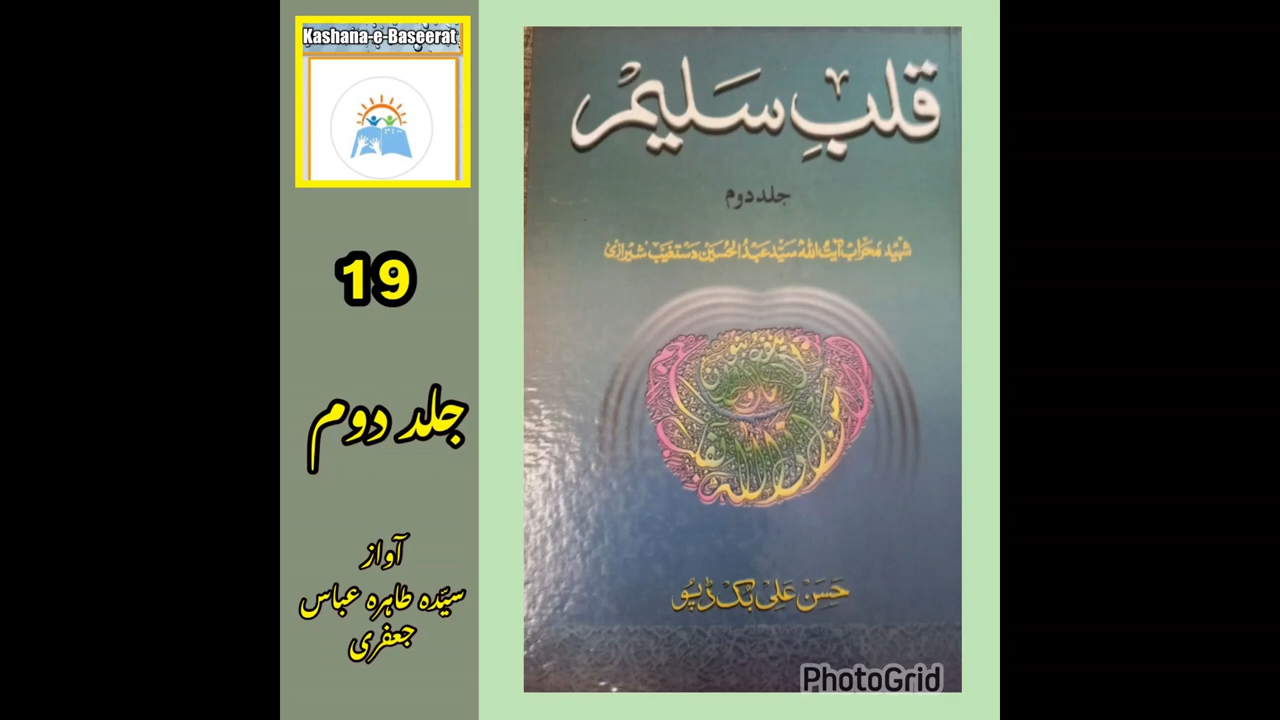 Kashana-e-Baseerat
19
جلد دوم
آواز
سیّدہ طاہرہ عباس
جعفری
قلبِ سلیم
جلد دوم
شہید محراب آیت اللہ سیّد عبدالحسین دستغیب شیرازی
حسن علی بک ڈپو
PhotoGrid